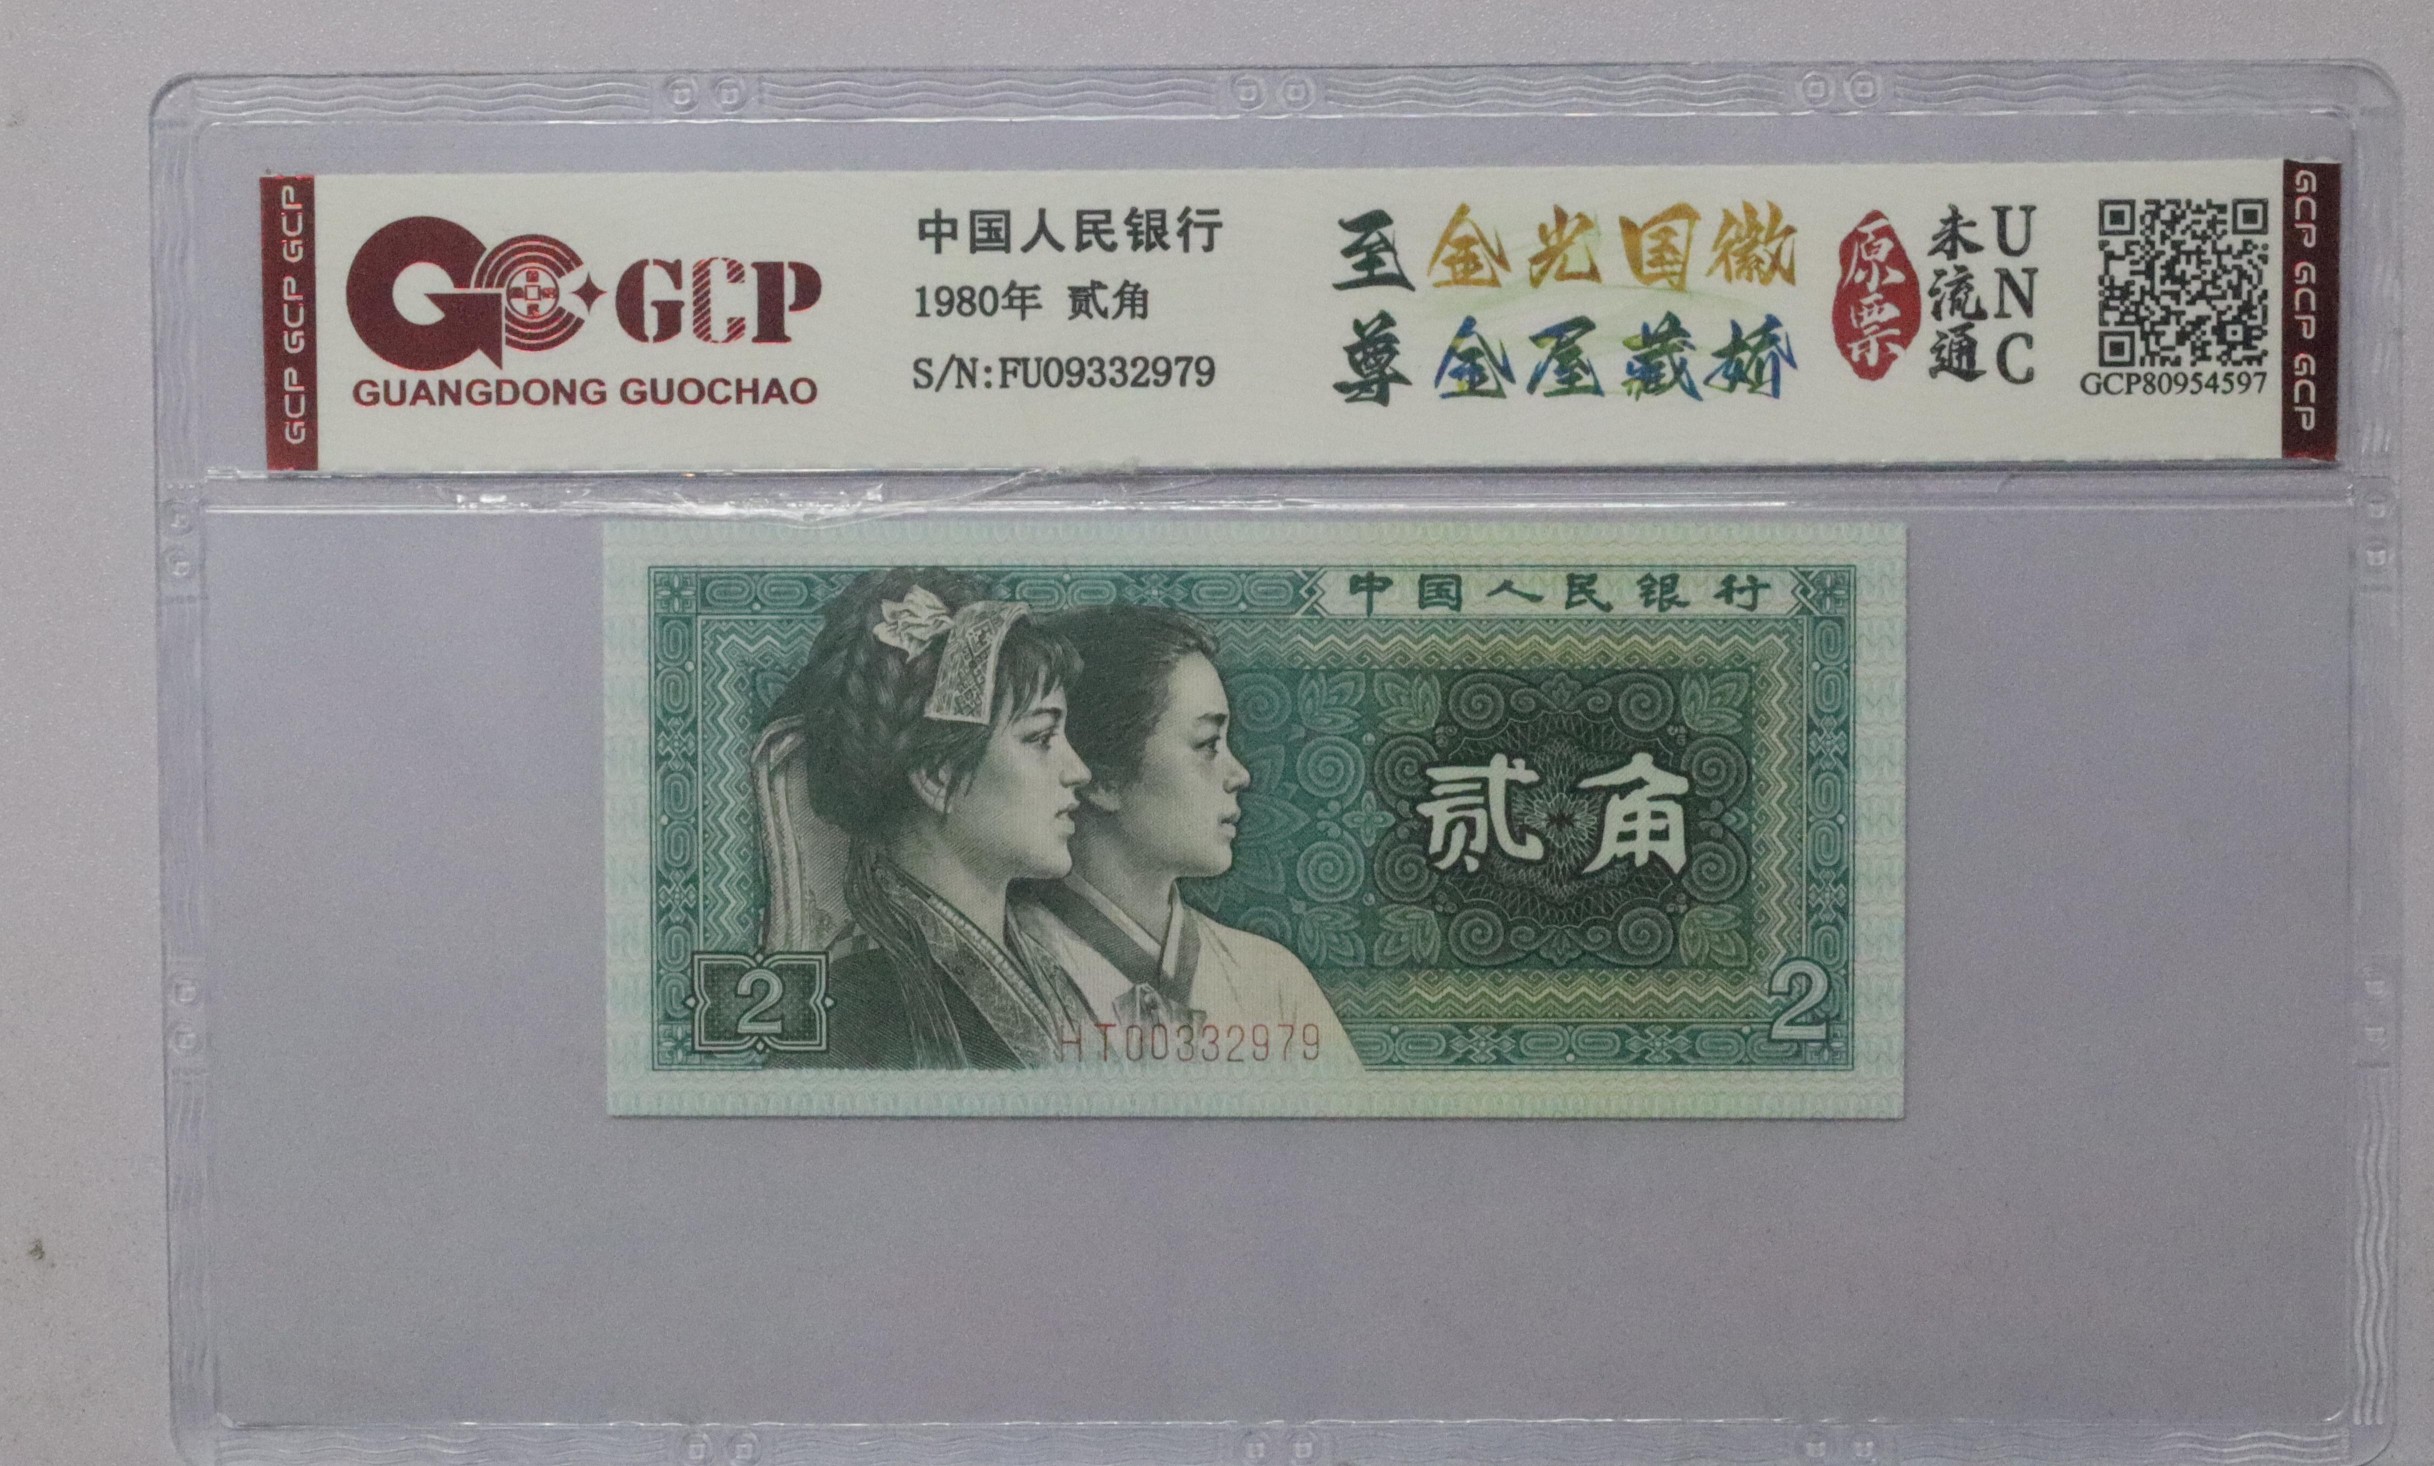 GCP GCP GCP
GCP
GUANGDONG GUOCHAO
中国人民银行
1980年 贰角
S/N:FU09332979
至尊
金光国徽
金屋藏娇
原票
未流通
UNC
GCP80954597
GCP GCP GCP
中国人民银行
贰角
2
2
HT00332979